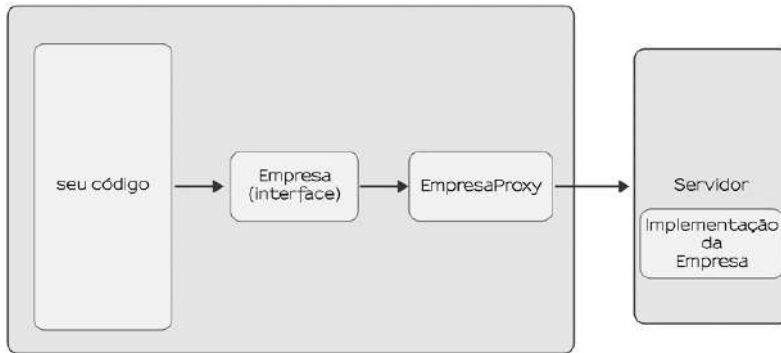 seu código
Empresa
(interface)
EmpresaProxy
Servidor
Implementação
da
Empresa